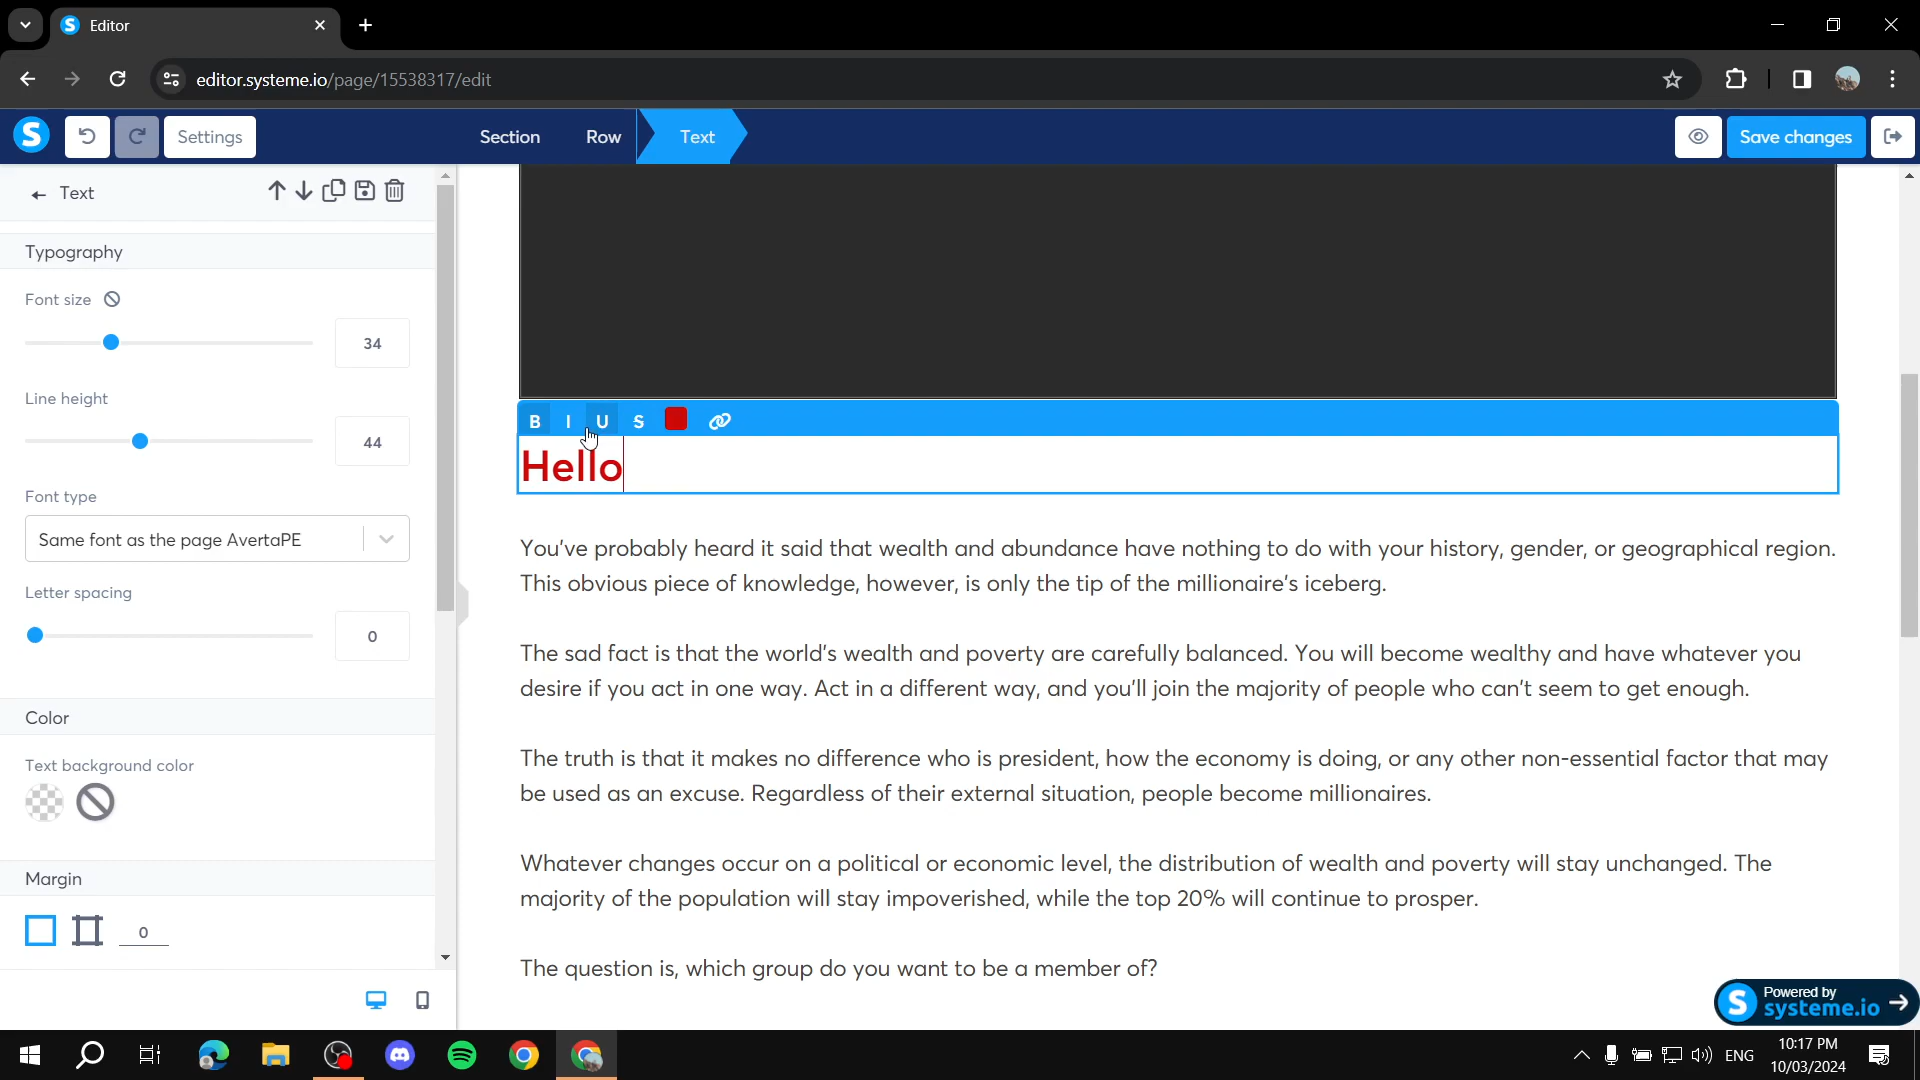 Editor
editor.systeme.io/page/15538317/edit
S
Settings
Section
Row
Text
Save changes
Text
Typography
Font size
34
Line height
44
Font type
Same font as the page AvertaPE
Letter spacing
0
Color
Text background color
Margin
0
B I U S
Hello
You've probably heard it said that wealth and abundance have nothing to do with your history, gender, or geographical region.
This obvious piece of knowledge, however, is only the tip of the millionaire's iceberg.
The sad fact is that the world's wealth and poverty are carefully balanced. You will become wealthy and have whatever you
desire if you act in one way. Act in a different way, and you'll join the majority of people who can't seem to get enough.
The truth is that it makes no difference who is president, how the economy is doing, or any other non-essential factor that may
be used as an excuse. Regardless of their external situation, people become millionaires.
Whatever changes occur on a political or economic level, the distribution of wealth and poverty will stay unchanged. The
majority of the population will stay impoverished, while the top 20% will continue to prosper.
The question is, which group do you want to be a member of?
S
Powered by
systeme.io
ENG
10:17 PM
10/03/2024